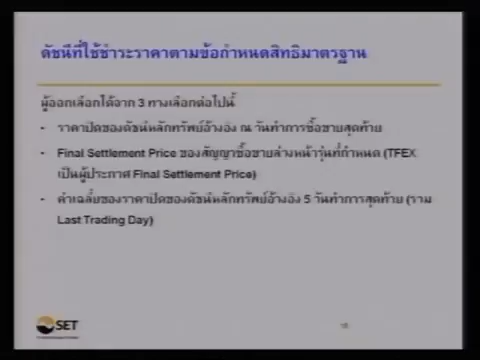 ดัชนีที่ใช้ชำระราคาตามข้อกำหนดสิทธิมาตรฐาน
ผู้ออกเลือกได้จาก 3 ทางเลือกต่อไปนี้
• ราคาปิดของดัชนีหลักทรัพย์อ้างอิง ณ วันทำการซื้อขายสุดท้าย
• Final Settlement Price ของสัญญาซื้อขายล่วงหน้ารุ่นที่กำหนด (TFEX
เป็นผู้ประกาศ Final Settlement Price)
• ค่าเฉลี่ยของราคาปิดของดัชนีหลักทรัพย์อ้างอิง 5 วันทำการสุดท้าย (รวม
Last Trading Day)
SET